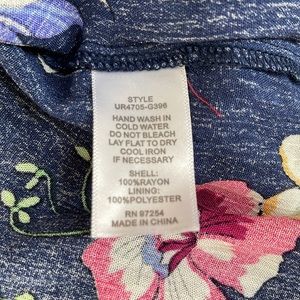 STYLE
UR4705-G396
HAND WASH IN
COLD WATER
DO NOT BLEACH
LAY FLAT TO DRY
COOL IRON
IF NECESSARY
SHELL:
100%RAYON
LINING:
100%POLYESTER
RN 97254
MADE IN CHINA